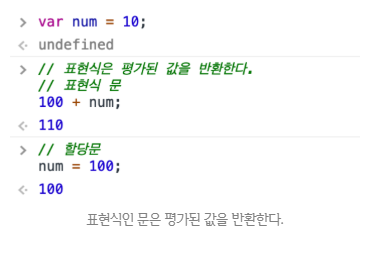 > var num = 10;
<· undefined
> // 표현식은 평가된 값을 반환한다.
// 표현식 문
100 + num;
<· 110
> // 할당문
num = 100;
<· 100
표현식인 문은 평가된 값을 반환한다.